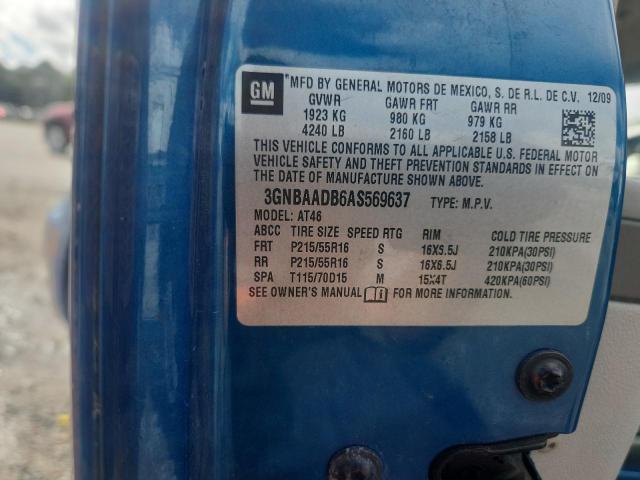 GM
*MFD BY GENERAL MOTORS DE MEXICO, S. DE R.L. DE C.V. 12/09
GVWR GAWR FRT GAWR RR
1923 KG 980 KG 979 KG
4240 LB 2160 LB 2158 LB
THIS VEHICLE CONFORMS TO ALL APPLICABLE U.S. FEDERAL MOTOR
VEHICLE SAFETY AND THEFT PREVENTION STANDARDS IN EFFECT ON
THE DATE OF MANUFACTURE SHOWN ABOVE.
3GNBAADB6AS569637 TYPE: M.P.V.
MODEL: AT46
ABCC TIRE SIZE SPEED RTG RIM COLD TIRE PRESSURE
FRT P215/55R16 S 16X6.5J 210KPA(30PSI)
RR P215/55R16 S 16X6.5J 210KPA(30PSI)
SPA T115/70D15 M 15X4T 420KPA(60PSI)
SEE OWNER'S MANUAL FOR MORE INFORMATION.